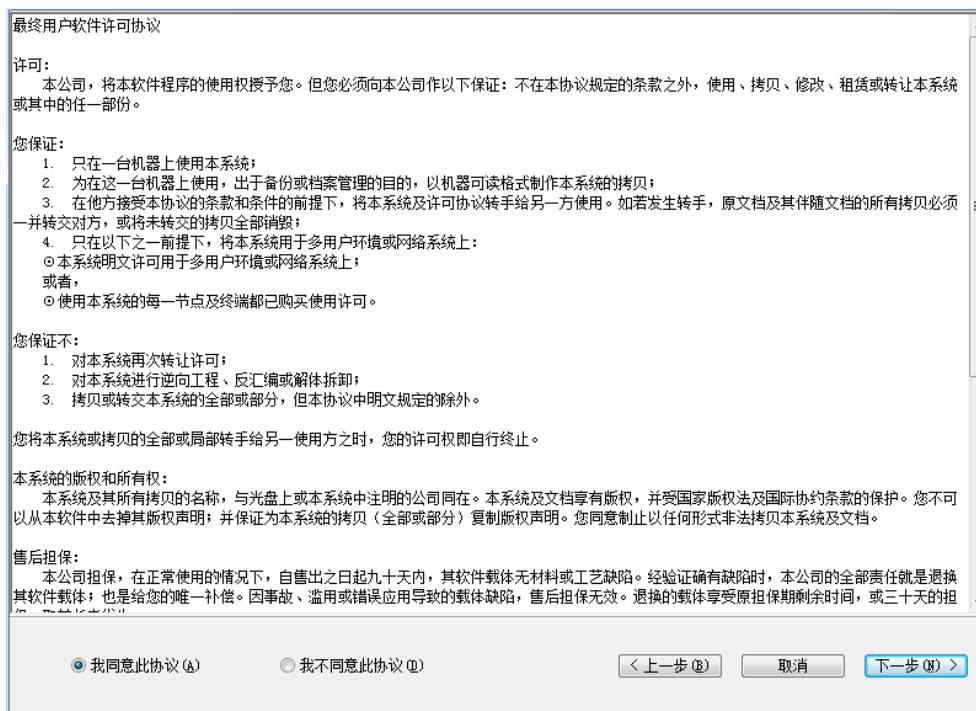 最终用户软件许可协议
许可：
本公司，将本软件程序的使用权授予您。但您必须向本公司作以下保证：不在本协议规定的条款之外，使用、拷贝、修改、租赁或转让本系统
或其中的任一部份。
您保证：
1. 只在一台机器上使用本系统；
2. 为在这一台机器上使用，出于备份或档案管理的目的，以机器可读格式制作本系统的拷贝；
3. 在他方接受本协议的条款和条件的前提下，将本系统及许可协议转手给另一方使用。如若发生转手，原文档及其伴随文档的所有拷贝必须
一并转交对方，或将未转交的拷贝全部销毁；
4. 只在以下之一前提下，将本系统用于多用户环境或网络系统上：
⊙本系统明文许可用于多用户环境或网络系统上；
或者，
⊙使用本系统的每一节点及终端都已购买使用许可。
您保证不：
1. 对本系统再次转让许可；
2. 对本系统进行逆向工程、反汇编或解体拆卸；
3. 拷贝或转交本系统的全部或部分，但本协议中明文规定的除外。
您将本系统或拷贝的全部或局部转手给另一使用方之时，您的许可权即自行终止。
本系统的版权和所有权：
本系统及其所有拷贝的名称，与光盘上或本系统中注明的公司同在。本系统及文档享有版权，并受国家版权法及国际协约条款的保护。您不可
以从本软件中去掉其版权声明；并保证为本系统的拷贝（全部或部分）复制版权声明。您同意制止以任何形式非法拷贝本系统及文档。
售后担保：
本公司担保，在正常使用的情况下，自售出之日起九十天内，其软件载体无材料或工艺缺陷。经验证确有缺陷时，本公司的全部责任就是退换
其软件载体；也是给您的唯一补偿。因事故、滥用或错误应用导致的载体缺陷，售后担保无效。退换的载体享受原担保期剩余时间，或三十天的担
我同意此协议(A) 我不同意此协议(D) < 上一步(B) 取消 下一步(N) >